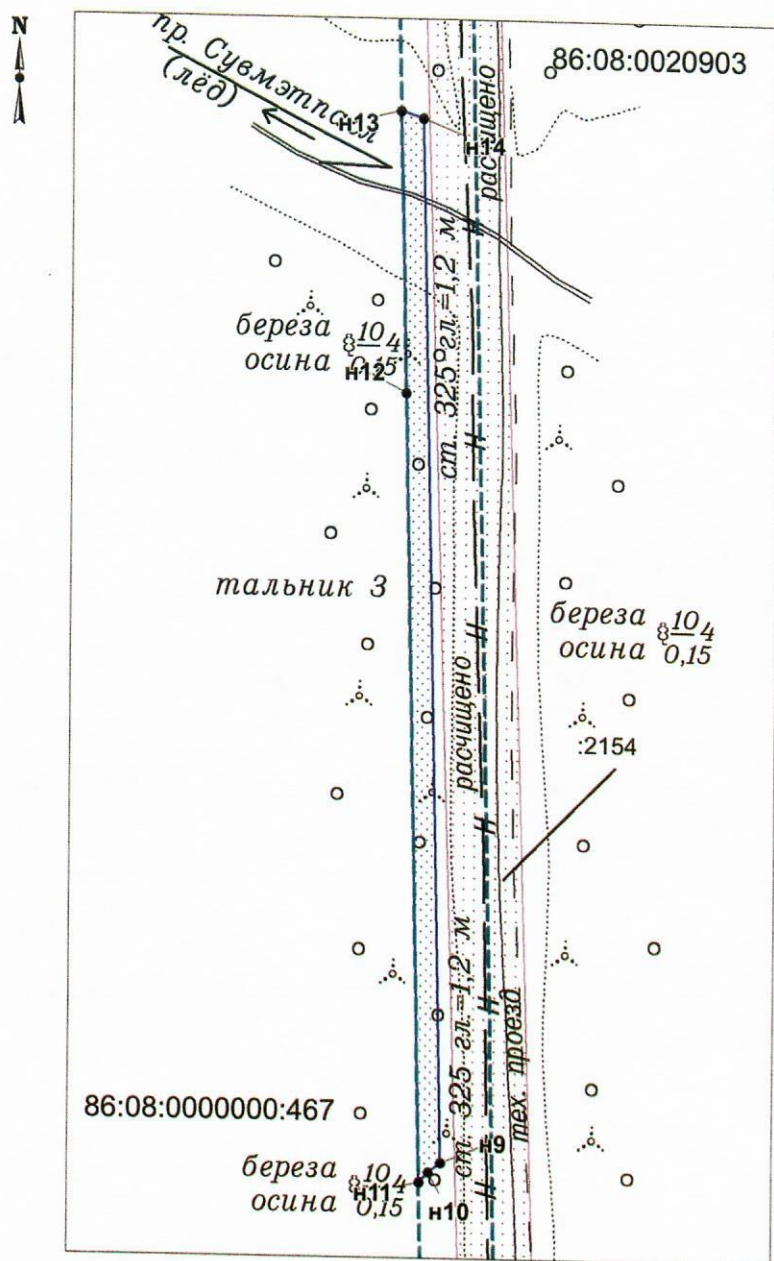 N
пр. Сувмэтпосл
(лёд)
86:08:0020903
н13
н14
расчищено
береза 10 4
осина 0,15
н12
ст. 325 гл.=1,2 м
Н
Н
тальник 3
Н
береза 10 4
осина 0,15
расчищено
:2154
Н
ст. 325 гл.=1,2 м
Н
тех. проезд
86:08:0000000:467
н9
береза 10 4
осина 0,15
н11
н10
Н